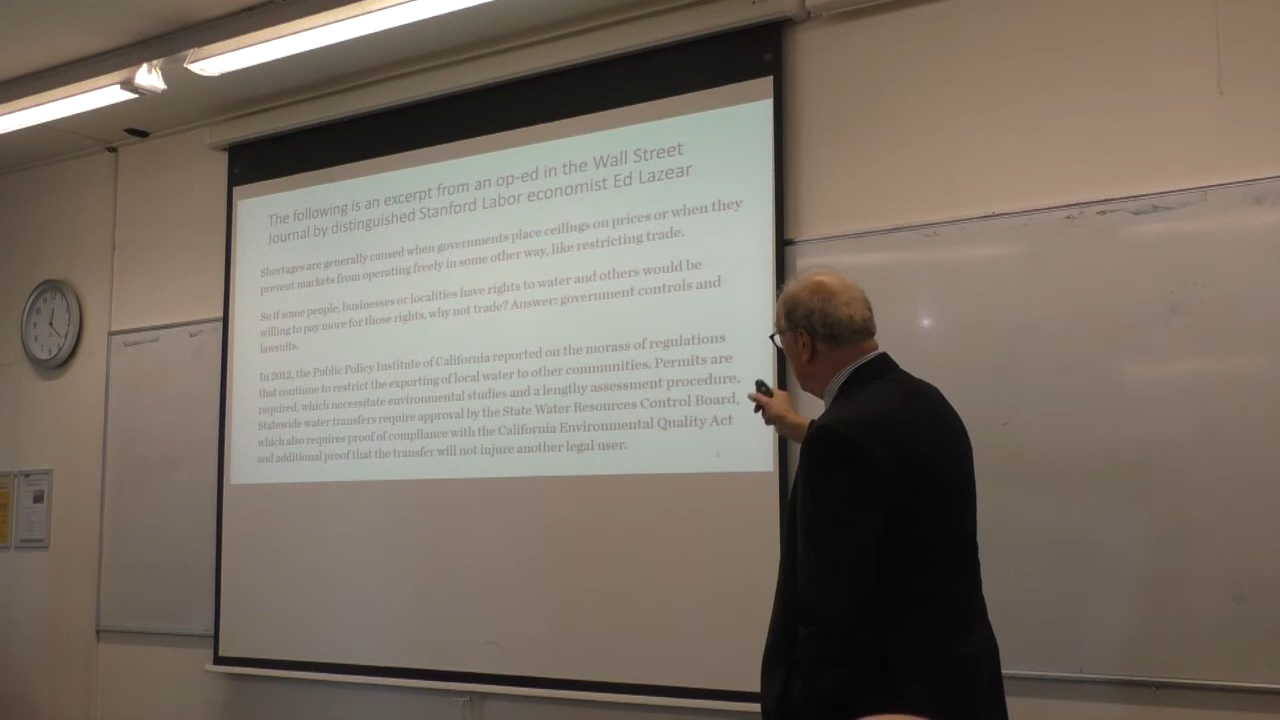 The following is an excerpt from an op-ed in the Wall Street
Journal by distinguished Stanford Labor economist Ed Lazear
Shortages are generally caused when governments place ceilings on prices or when they
prevent markets from operating freely in some other way, like restricting trade.
So if some people, businesses or localities have rights to water and others would be
willing to pay more for those rights, why not trade? Answer: government controls and
lawsuits.
In 2012, the Public Policy Institute of California reported on the morass of regulations
that continue to restrict the exporting of local water to other communities. Permits are
required, which necessitate environmental studies and a lengthy assessment procedure.
Statewide water transfers require approval by the State Water Resources Control Board,
which also requires proof of compliance with the California Environmental Quality Act
and additional proof that the transfer will not injure another legal user.